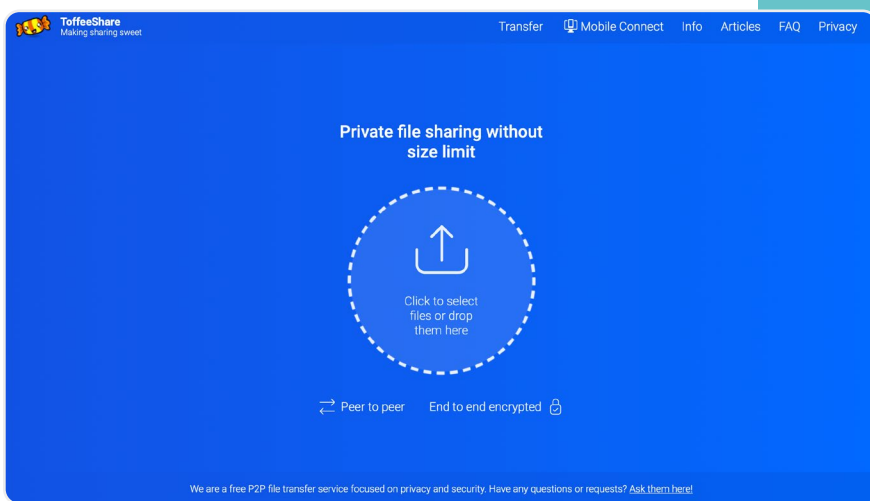 ToffeeShare
Making sharing sweet
Transfer
Mobile Connect
Info
Articles
FAQ
Privacy
Private file sharing without
size limit
Click to select
files or drop
them here
Peer to peer
End to end encrypted
We are a free P2P file transfer service focused on privacy and security. Have any questions or requests? Ask them here!